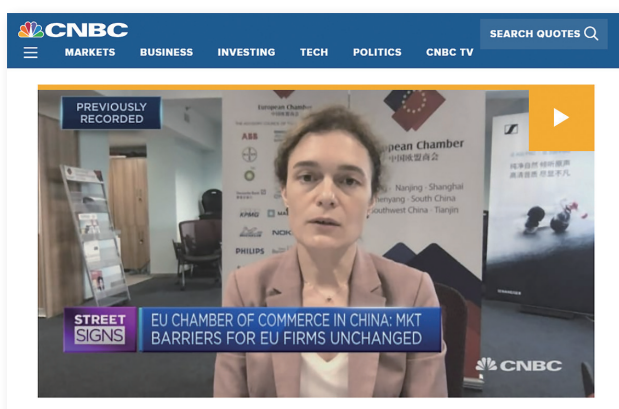 CNBC
SEARCH QUOTES
MARKETS BUSINESS INVESTING TECH POLITICS CNBC TV
PREVIOUSLY
RECORDED
European Chamber
ABB
bp
KPMG
PHILIPS
pean Chamber
中国欧盟商会
Nanjing · Shanghai
henyang · South China
outhwest China · Tianjin
SENNHEISER
STREET
SIGNS
EU CHAMBER OF COMMERCE IN CHINA: MKT
BARRIERS FOR EU FIRMS UNCHANGED
CNBC